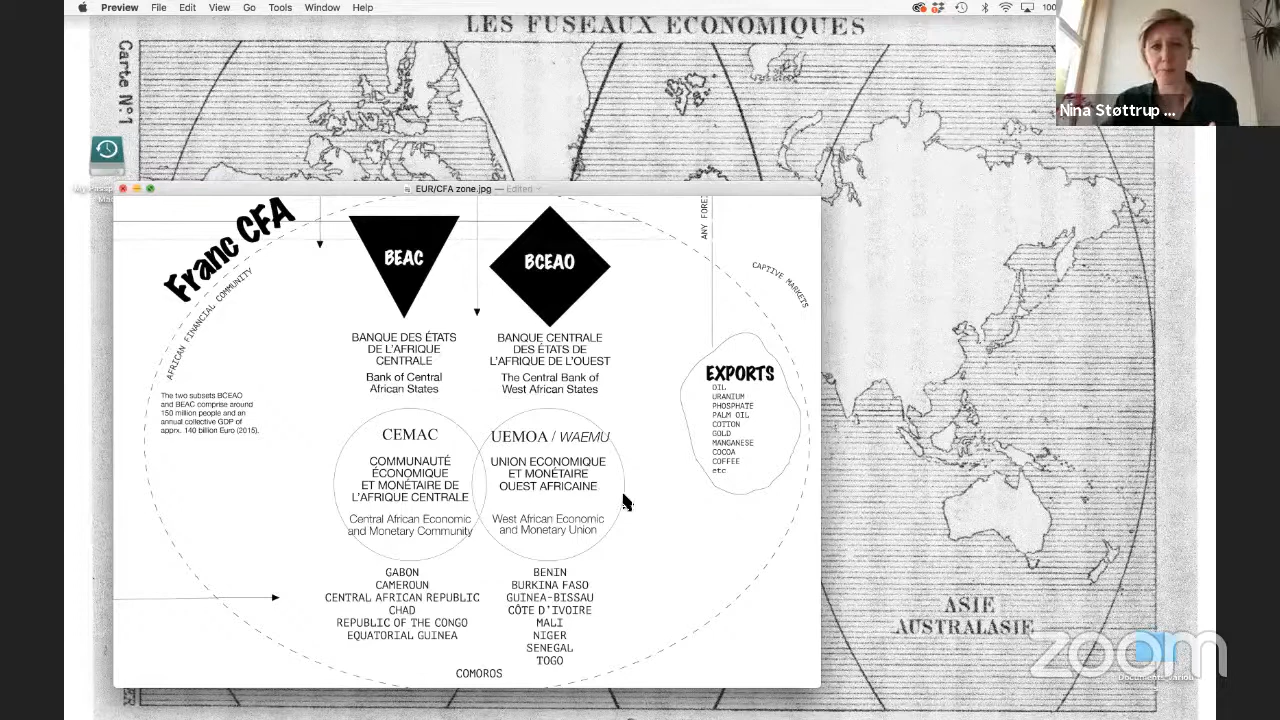 Preview File Edit View Go Tools Window Help
100
LES FUSEAUX ECONOMIQUES
Carte N°1
Nina Støttrup ...
EUR/CFA zone.jpg — Edited
Franc CFA
AFRICAN FINANCIAL COMMUNITY
BEAC
BCEAO
CAPTIVE MARKETS
BANQUE DES ETATS
DE L'AFRIQUE
CENTRALE
Bank of Central
African States
BANQUE CENTRALE
DES ÉTATS DE
L'AFRIQUE DE L'OUEST
The Central Bank of
West African States
EXPORTS
OIL
URANIUM
PHOSPHATE
PALM OIL
COTTON
GOLD
MANGANESE
COCOA
COFFEE
etc
The two subsets BCEAO
and BEAC comprise around
150 million people and an
annual collective GDP of
apprx. 140 billion Euro (2015).
CEMAC
COMMUNAUTÉ
ÉCONOMIQUE
ET MONÉTAIRE DE
L'AFRIQUE CENTRALE
Central African Economic
and Monetary Community
UEMOA / WAEMU
UNION ECONOMIQUE
ET MONÉTAIRE
OUEST AFRICAINE
West African Economic
and Monetary Union
GABON
CAMEROUN
CENTRAL AFRICAN REPUBLIC
CHAD
REPUBLIC OF THE CONGO
EQUATORIAL GUINEA
BENIN
BURKINA FASO
GUINEA-BISSAU
CÔTE D'IVOIRE
MALI
NIGER
SENEGAL
TOGO
COMOROS
ASIE
AUSTRALASIE
zoom